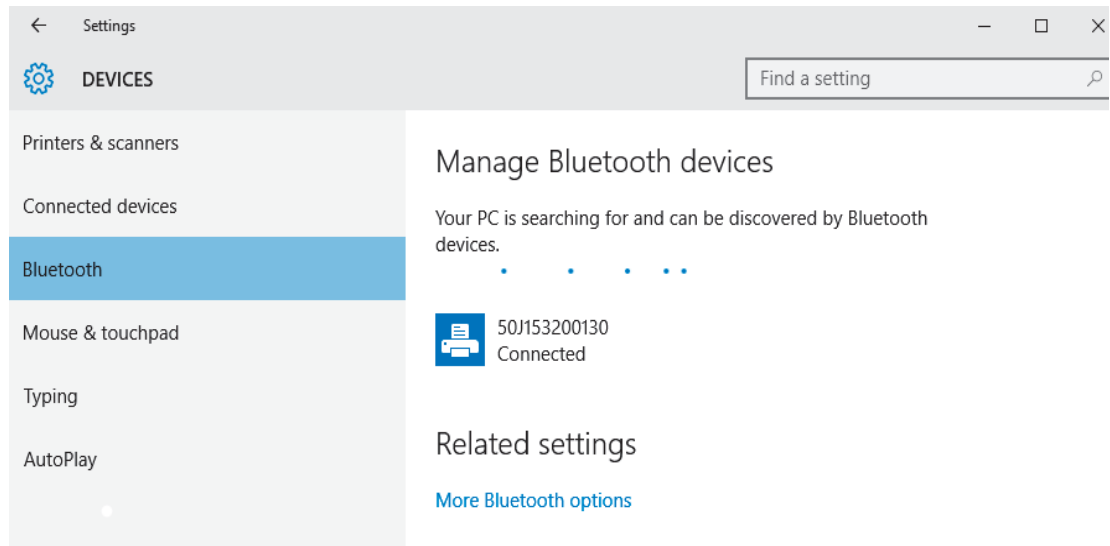 Settings
DEVICES
Find a setting
Printers & scanners
Connected devices
Bluetooth
Mouse & touchpad
Typing
AutoPlay
Manage Bluetooth devices
Your PC is searching for and can be discovered by Bluetooth
devices.
50J153200130
Connected
Related settings
More Bluetooth options